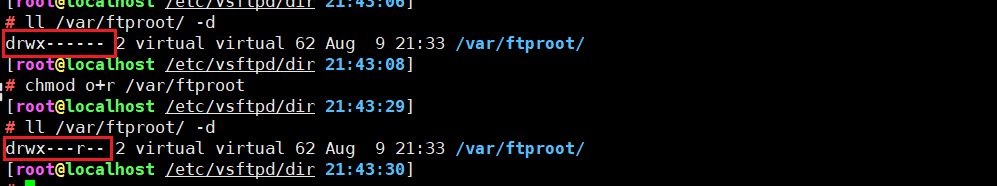 [root@localhost /etc/vsftpd/dir 21:43:06]
# ll /var/ftproot/ -d
drwx------ 2 virtual virtual 62 Aug  9 21:33 /var/ftproot/
[root@localhost /etc/vsftpd/dir 21:43:08]
# chmod o+r /var/ftproot
[root@localhost /etc/vsftpd/dir 21:43:29]
# ll /var/ftproot/ -d
drwx---r-- 2 virtual virtual 62 Aug  9 21:33 /var/ftproot/
[root@localhost /etc/vsftpd/dir 21:43:30]
#